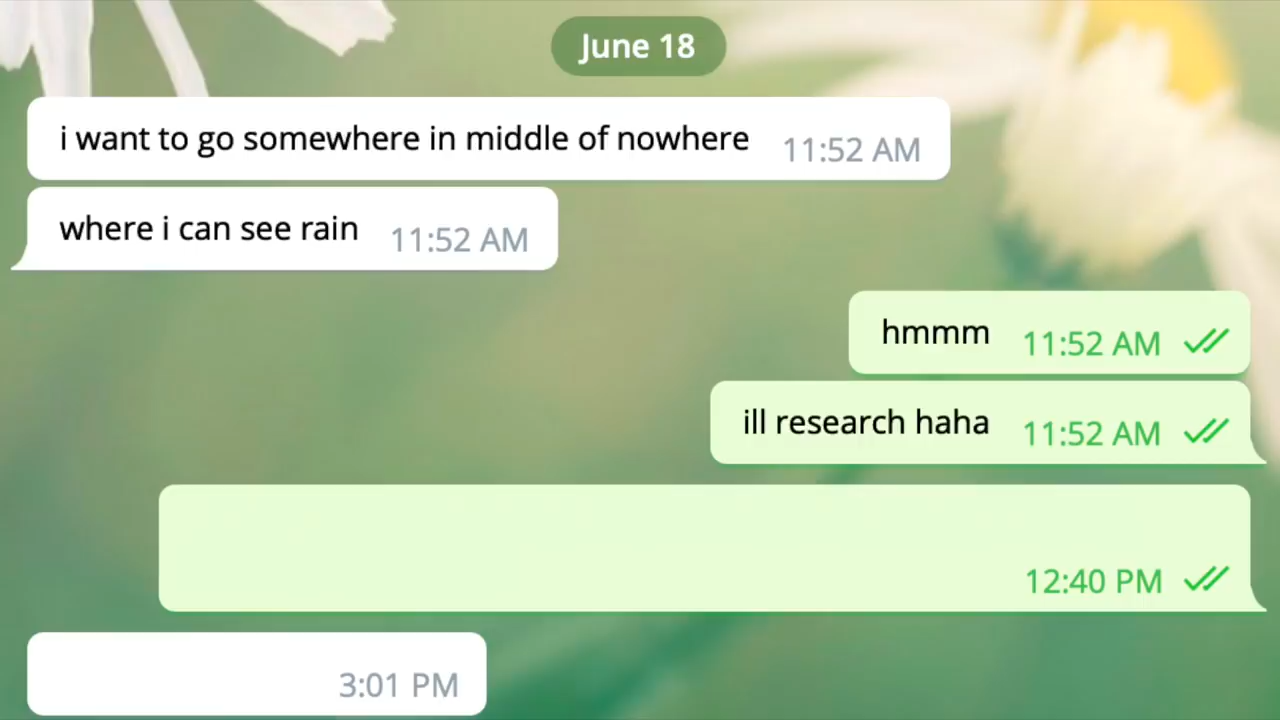 June 18
i want to go somewhere in middle of nowhere 11:52 AM
where i can see rain 11:52 AM
hmmm 11:52 AM
ill research haha 11:52 AM
12:40 PM
3:01 PM